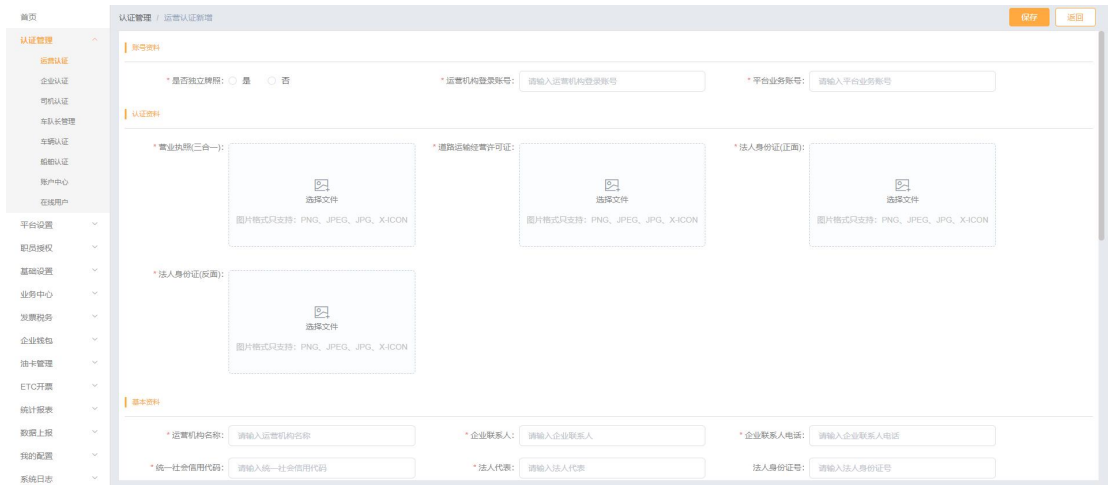 首页
认证管理
运营认证
企业认证
司机认证
车队长管理
车辆认证
船舶认证
账户中心
在线用户
平台设置
职员授权
基础设置
业务中心
发票税务
企业钱包
油卡管理
ETC开票
统计报表
数据上报
我的配置
系统日志
认证管理 / 运营认证新增
保存 返回
账号资料
* 是否独立牌照: 是 否 * 运营机构登录账号: 请输入运营机构登录账号 * 平台业务账号: 请输入平台业务账号
认证资料
* 营业执照(三合一): * 道路运输经营许可证: * 法人身份证(正面):
选择文件 选择文件 选择文件
图片格式只支持: PNG、JPEG、JPG、X-ICON 图片格式只支持: PNG、JPEG、JPG、X-ICON 图片格式只支持: PNG、JPEG、JPG、X-ICON
* 法人身份证(反面):
选择文件
图片格式只支持: PNG、JPEG、JPG、X-ICON
基本资料
* 运营机构名称: 请输入运营机构名称 * 企业联系人: 请输入企业联系人 * 企业联系人电话: 请输入企业联系人电话
* 统一社会信用代码: 请输入统一社会信用代码 * 法人代表: 请输入法人代表 法人身份证号: 请输入法人身份证号